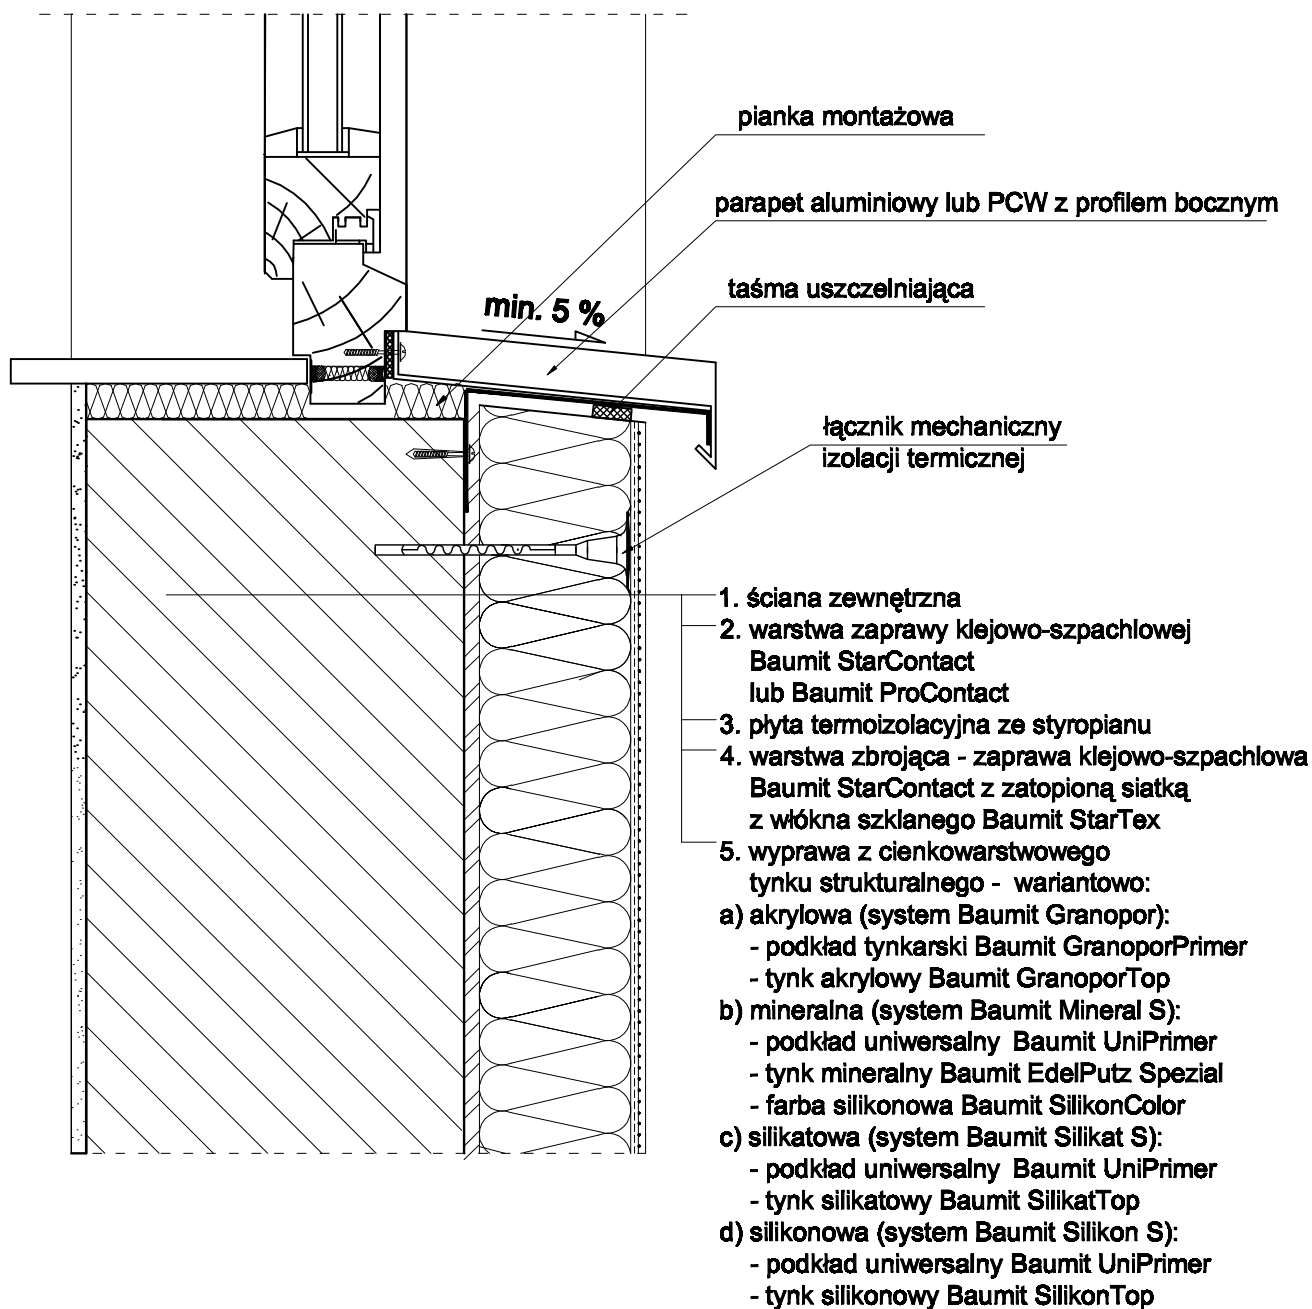 pianka montażowa
parapet aluminiowy lub PCW z profilem bocznym
taśma uszczelniająca
min. 5 %
łącznik mechaniczny
izolacji termicznej
1. ściana zewnętrzna
2. warstwa zaprawy klejowo-szpachlowej
Baumit StarContact
lub Baumit ProContact
3. płyta termoizolacyjna ze styropianu
4. warstwa zbrojąca - zaprawa klejowo-szpachlowa
Baumit StarContact z zatopioną siatką
z włókna szklanego Baumit StarTex
5. wyprawa z cienkowarstwowego
tynku strukturalnego - wariantowo:
a) akrylowa (system Baumit Granopor):
- podkład tynkarski Baumit GranoporPrimer
- tynk akrylowy Baumit GranoporTop
b) mineralna (system Baumit Mineral S):
- podkład uniwersalny Baumit UniPrimer
- tynk mineralny Baumit EdelPutz Spezial
- farba silikonowa Baumit SilikonColor
c) silikatowa (system Baumit Silikat S):
- podkład uniwersalny Baumit UniPrimer
- tynk silikatowy Baumit SilikatTop
d) silikonowa (system Baumit Silikon S):
- podkład uniwersalny Baumit UniPrimer
- tynk silikonowy Baumit SilikonTop